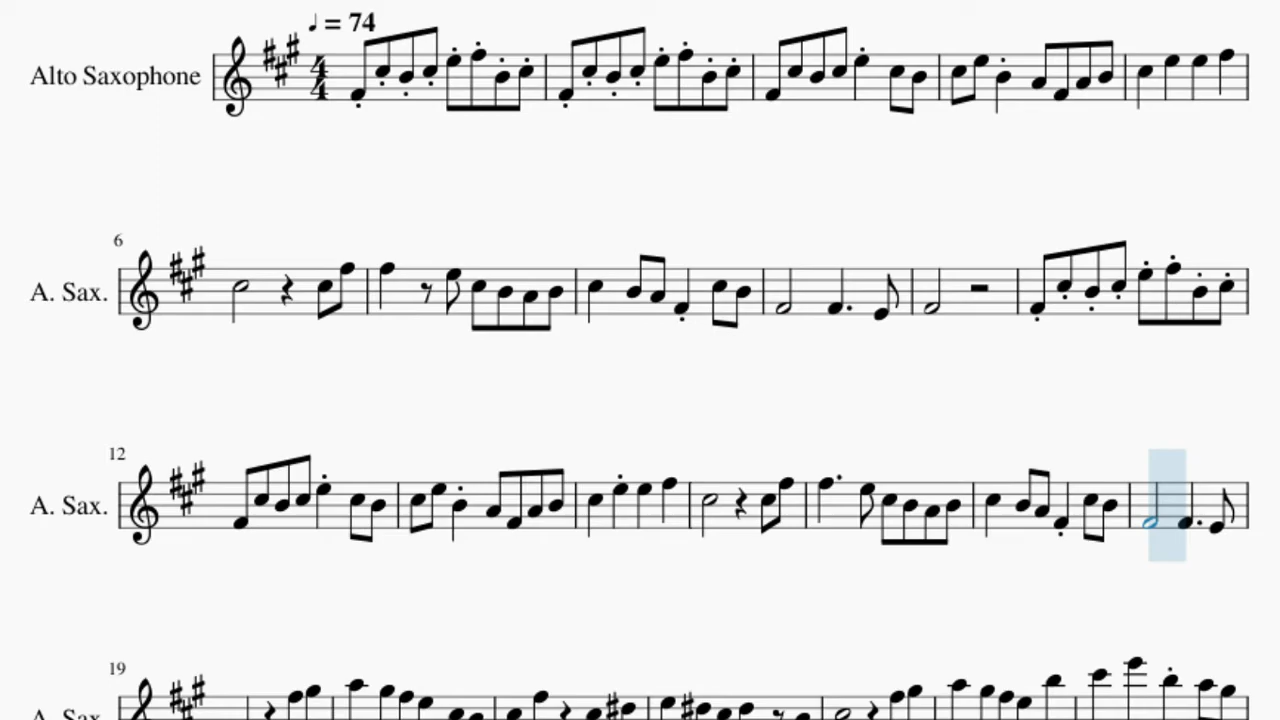 ♩ = 74
Alto Saxophone
4
4
6
A. Sax.
12
A. Sax.
19
A. Sax.